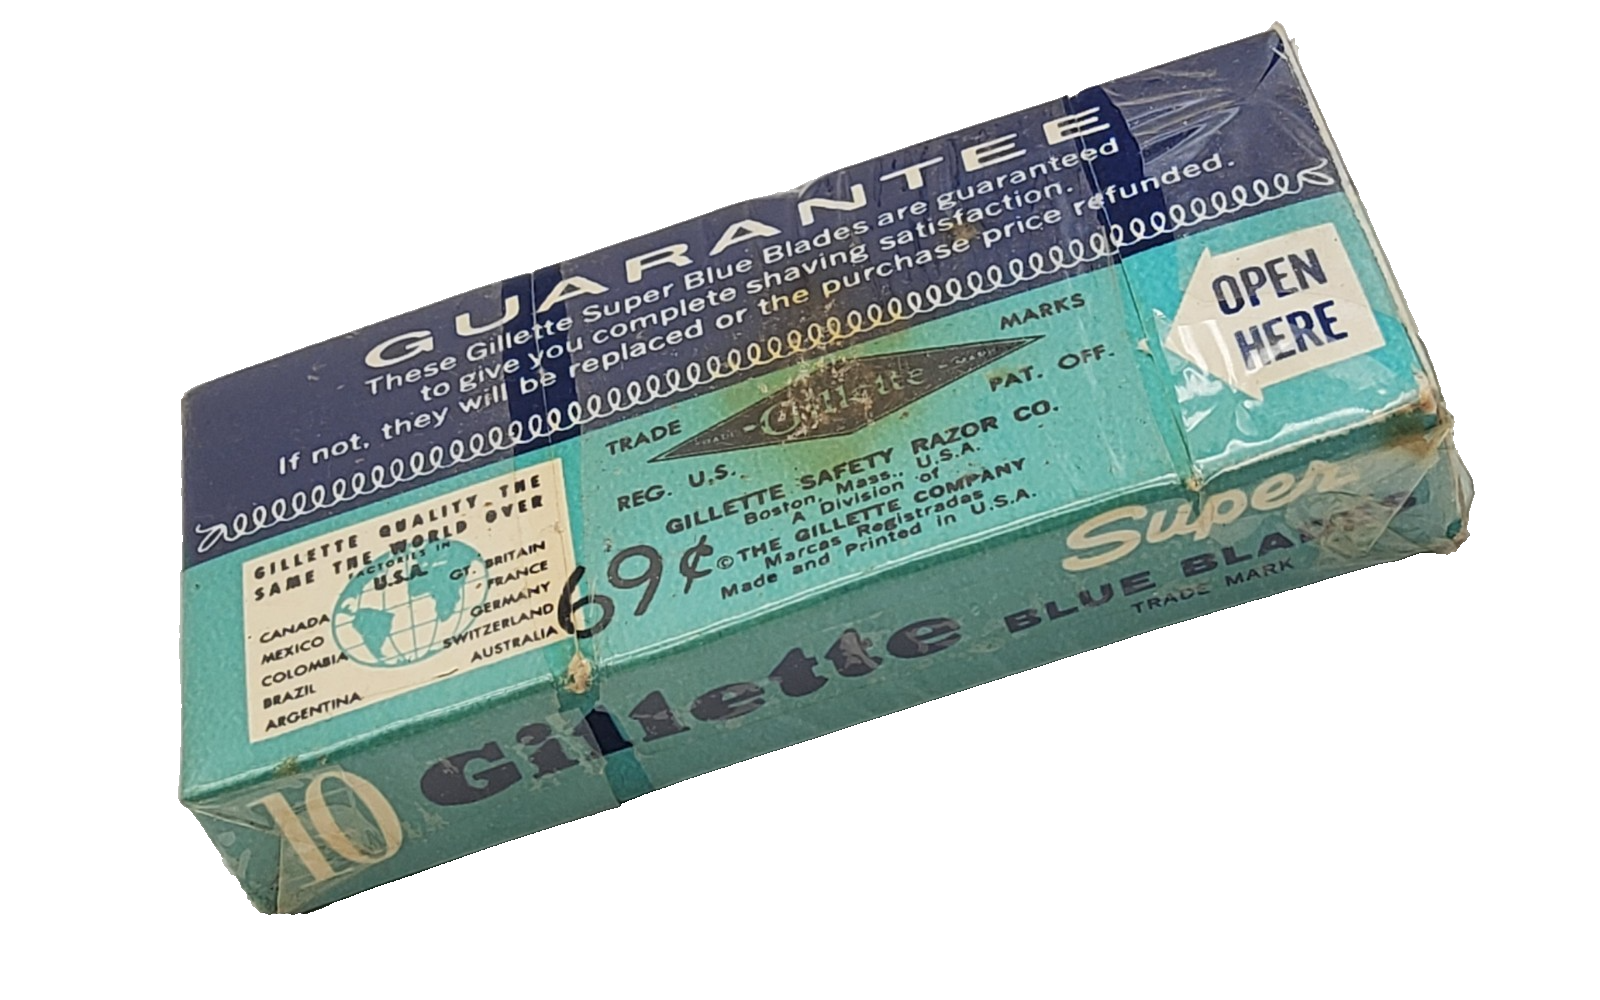 GUARANTEE
These Gillette Super Blue Blades are guaranteed
to give you complete shaving satisfaction.
If not, they will be replaced or the purchase price refunded.
OPEN
HERE
TRADE MARKS
Gillette
REG. U.S. PAT. OFF.
GILLETTE SAFETY RAZOR CO.
Boston, Mass., U.S.A.
A Division of
© THE GILLETTE COMPANY
Marcas Registradas
Made and Printed in U.S.A.
69¢
GILLETTE QUALITY, THE
SAME THE WORLD OVER
FACTORIES IN
U.S.A.
CANADA
MEXICO
COLOMBIA
BRAZIL
ARGENTINA
GT. BRITAIN
FRANCE
GERMANY
SWITZERLAND
AUSTRALIA
10 Gillette Super
BLUE BLA
TRADE MARK